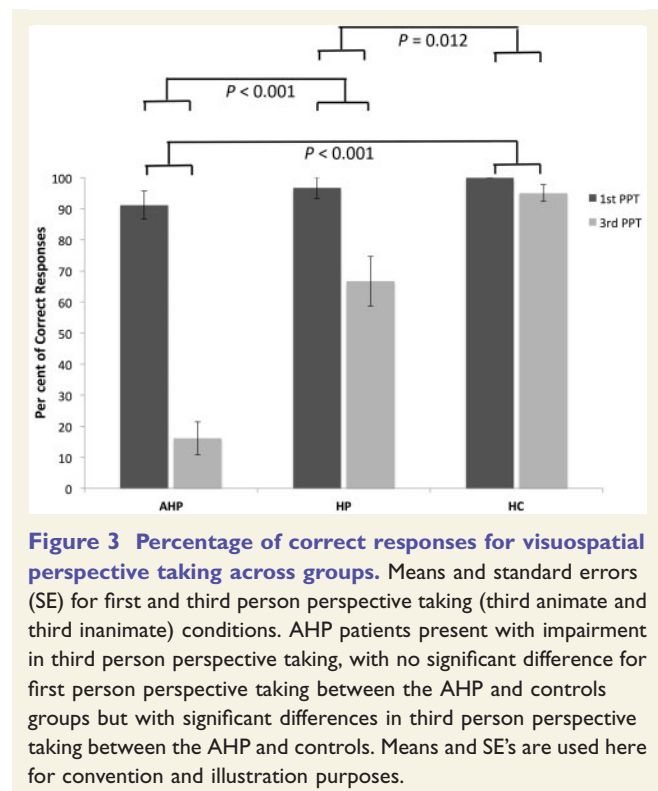 P = 0.012
P < 0.001
P < 0.001
100
90
80
70
60
50
40
30
20
10
0
Per cent of Correct Responses
1st PPT
3rd PPT
AHP HP HC
Figure 3 Percentage of correct responses for visuospatial
perspective taking across groups. Means and standard errors
(SE) for first and third person perspective taking (third animate and
third inanimate) conditions. AHP patients present with impairment
in third person perspective taking, with no significant difference for
first person perspective taking between the AHP and controls
groups but with significant differences in third person perspective
taking between the AHP and controls. Means and SE's are used here
for convention and illustration purposes.